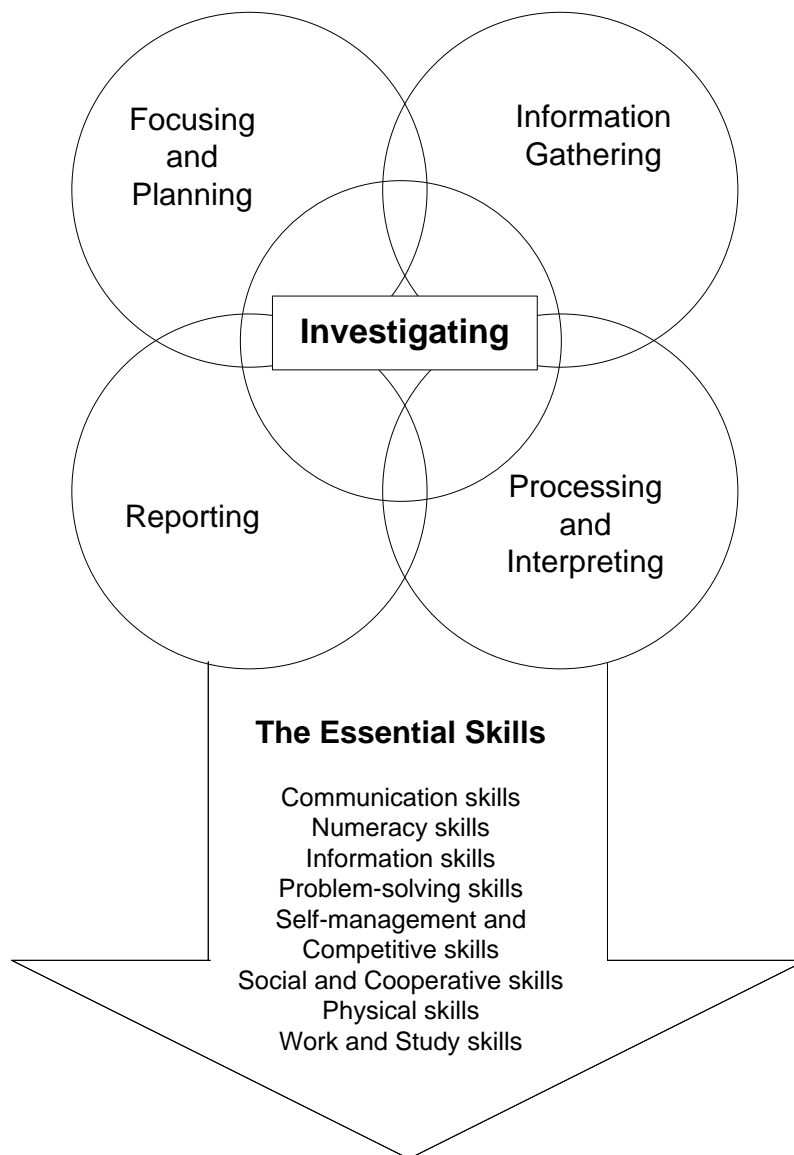 Focusing
and
Planning
Information
Gathering
Investigating
Reporting
Processing
and
Interpreting
The Essential Skills
Communication skills
Numeracy skills
Information skills
Problem-solving skills
Self-management and
Competitive skills
Social and Cooperative skills
Physical skills
Work and Study skills